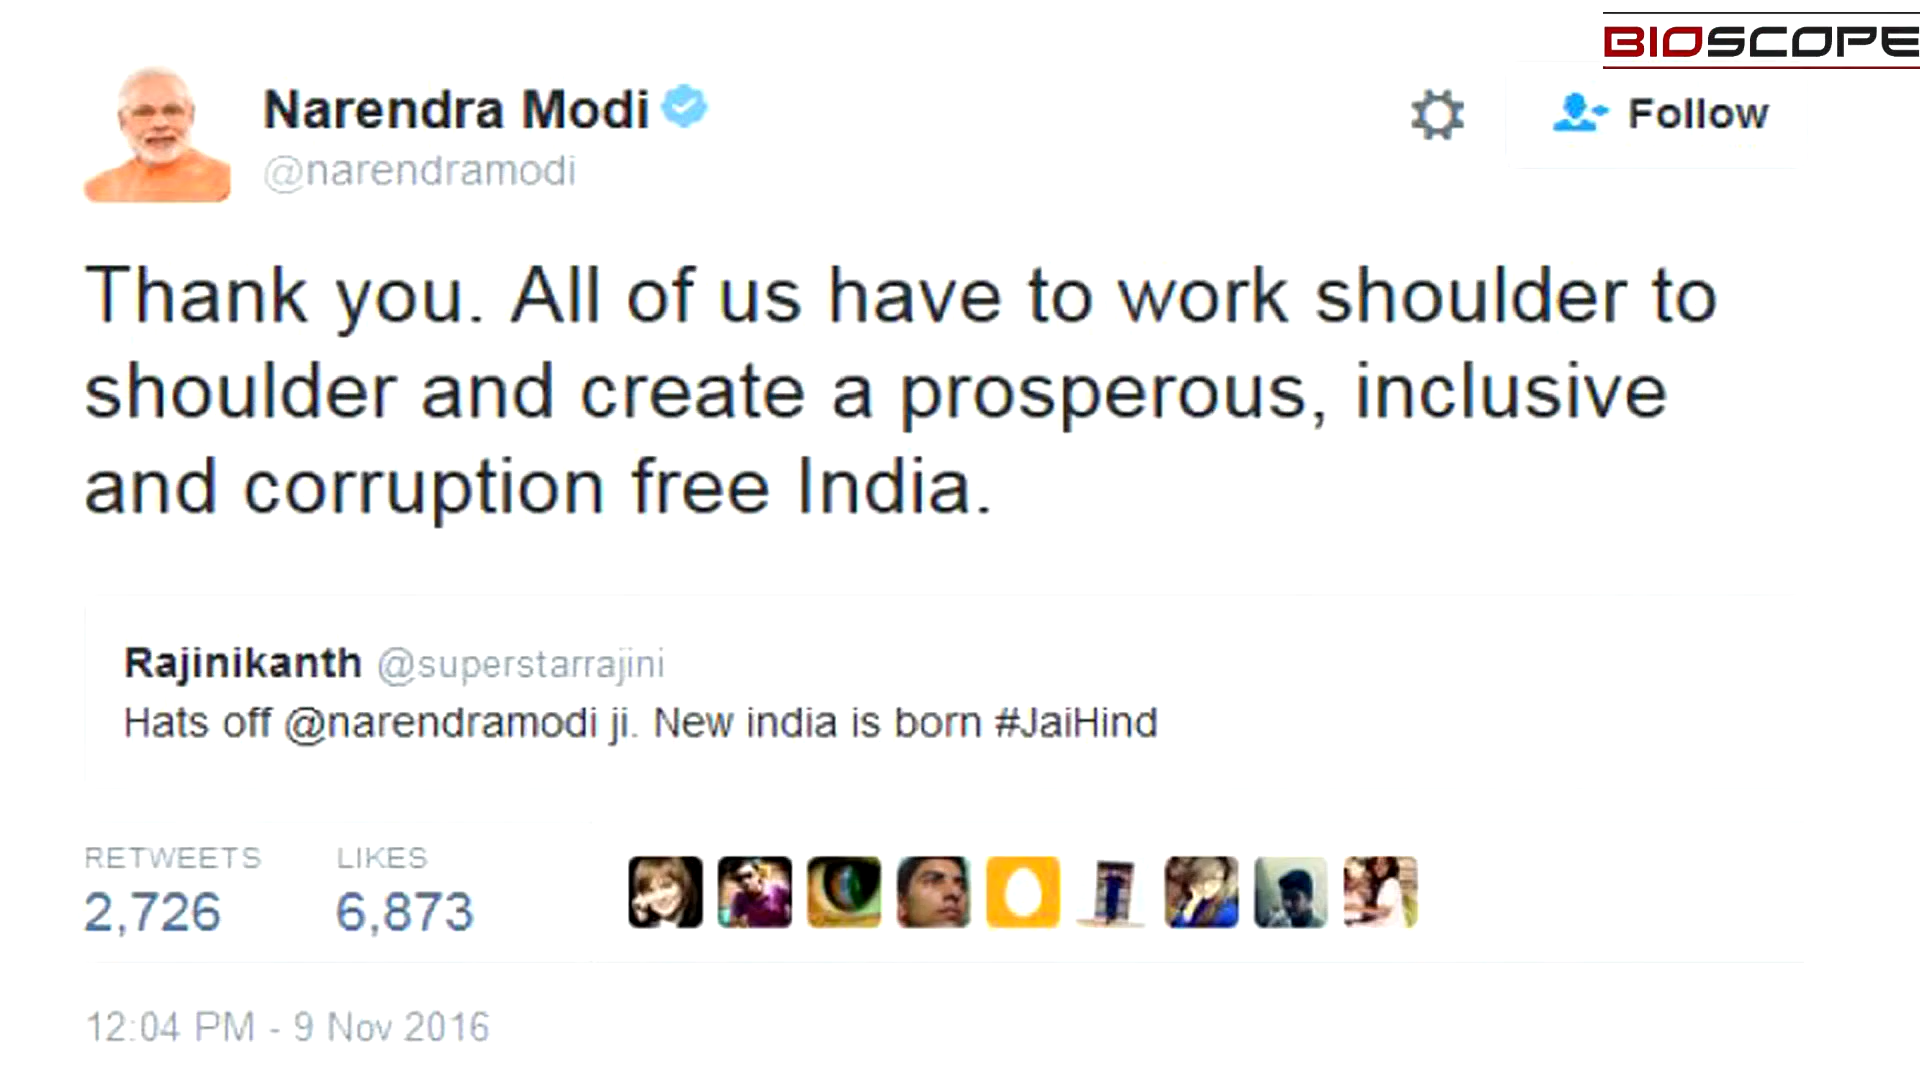 BIOSCOPE
Narendra Modi
Follow
@narendramodi
Thank you. All of us have to work shoulder to
shoulder and create a prosperous, inclusive
and corruption free India.
Rajinikanth @superstarrajini
Hats off @narendramodi ji. New india is born #JaiHind
RETWEETS LIKES
2,726 6,873
12:04 PM - 9 Nov 2016